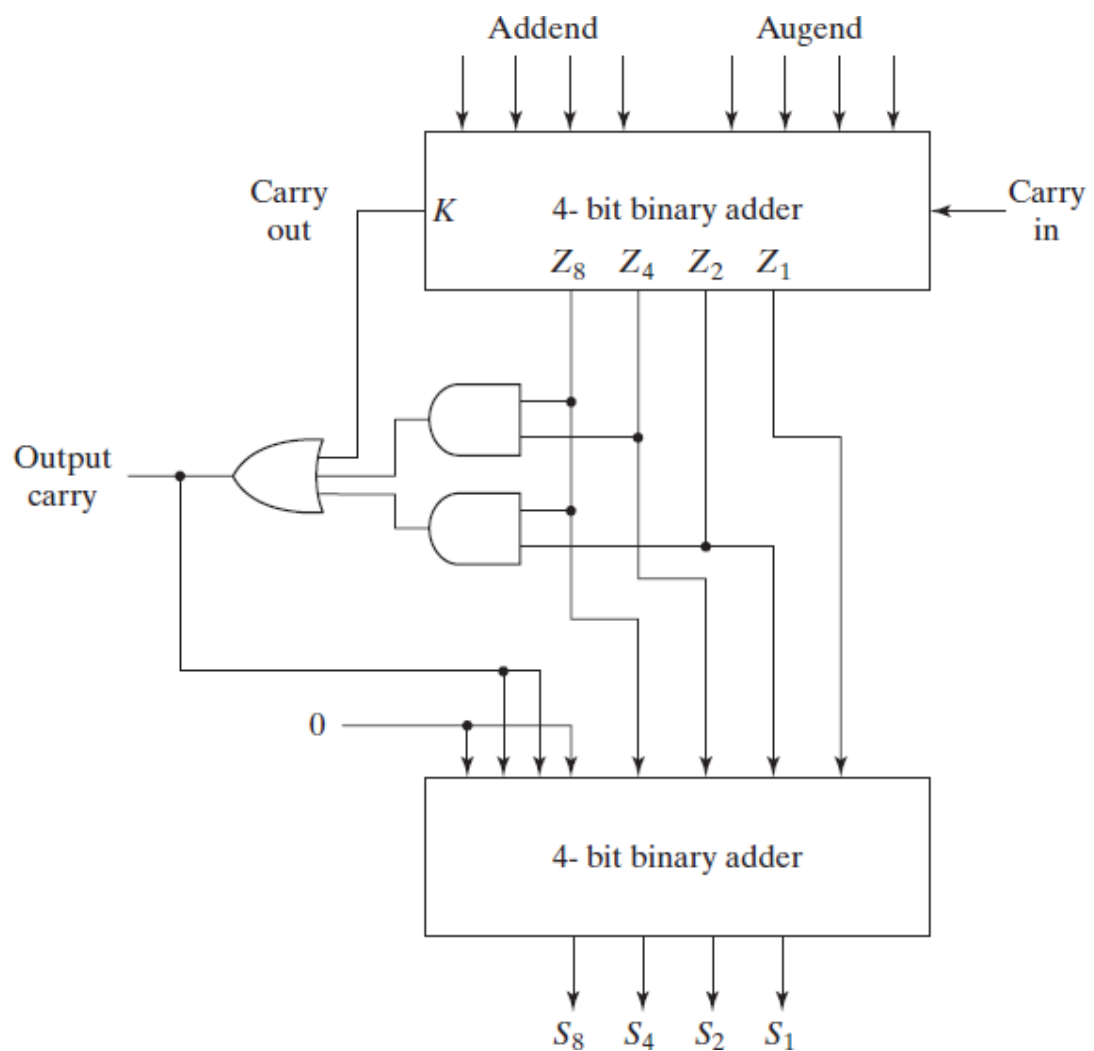 Addend Augend
Carry out
K
4- bit binary adder
Carry in
Z8 Z4 Z2 Z1
Output carry
0
4- bit binary adder
S8 S4 S2 S1